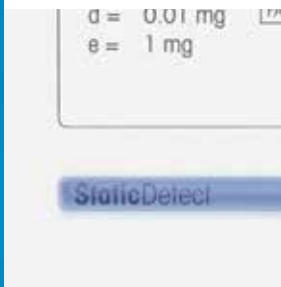 d = 0.01 mg
e = 1 mg
StaticDetect